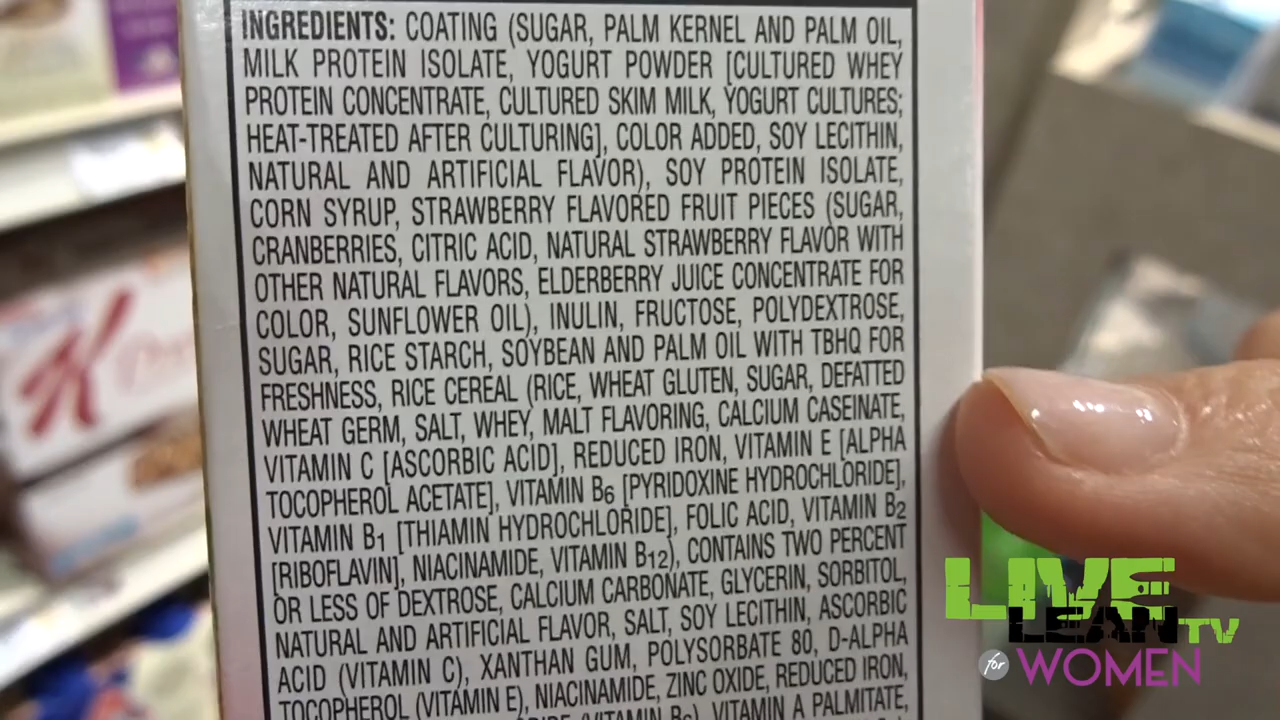 INGREDIENTS: COATING (SUGAR, PALM KERNEL AND PALM OIL,
MILK PROTEIN ISOLATE, YOGURT POWDER [CULTURED WHEY
PROTEIN CONCENTRATE, CULTURED SKIM MILK, YOGURT CULTURES;
HEAT-TREATED AFTER CULTURING], COLOR ADDED, SOY LECITHIN,
NATURAL AND ARTIFICIAL FLAVOR), SOY PROTEIN ISOLATE,
CORN SYRUP, STRAWBERRY FLAVORED FRUIT PIECES (SUGAR,
CRANBERRIES, CITRIC ACID, NATURAL STRAWBERRY FLAVOR WITH
OTHER NATURAL FLAVORS, ELDERBERRY JUICE CONCENTRATE FOR
COLOR, SUNFLOWER OIL), INULIN, FRUCTOSE, POLYDEXTROSE,
SUGAR, RICE STARCH, SOYBEAN AND PALM OIL WITH TBHQ FOR
FRESHNESS, RICE CEREAL (RICE, WHEAT GLUTEN, SUGAR, DEFATTED
WHEAT GERM, SALT, WHEY, MALT FLAVORING, CALCIUM CASEINATE,
VITAMIN C [ASCORBIC ACID], REDUCED IRON, VITAMIN E [ALPHA
TOCOPHEROL ACETATE], VITAMIN B6 [PYRIDOXINE HYDROCHLORIDE],
VITAMIN B1 [THIAMIN HYDROCHLORIDE], FOLIC ACID, VITAMIN B2
[RIBOFLAVIN], NIACINAMIDE, VITAMIN B12), CONTAINS TWO PERCENT
OR LESS OF DEXTROSE, CALCIUM CARBONATE, GLYCERIN, SORBITOL,
NATURAL AND ARTIFICIAL FLAVOR, SALT, SOY LECITHIN, ASCORBIC
ACID (VITAMIN C), XANTHAN GUM, POLYSORBATE 80, D-ALPHA
TOCOPHEROL (VITAMIN E), NIACINAMIDE, ZINC OXIDE, REDUCED IRON,
(VITAMIN B6), VITAMIN A PALMITATE,
K
LIVE
LEAN TV
for WOMEN